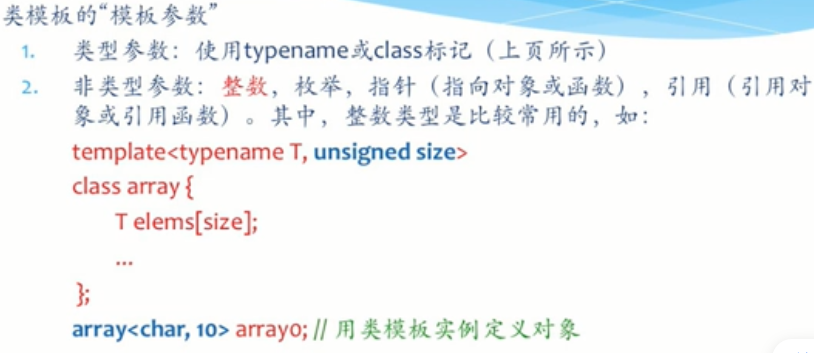 类模板的“模板参数”
1. 类型参数：使用typename或class标记（上页所示）
2. 非类型参数：整数，枚举，指针（指向对象或函数），引用（引用对
象或引用函数）。其中，整数类型是比较常用的，如：
template<typename T, unsigned size>
class array {
T elems[size];
...
};
array<char, 10> array0; // 用类模板实例定义对象